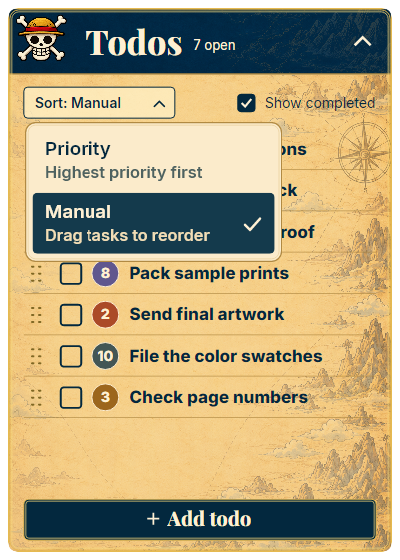 Todos 7 open
Sort: Manual
Show completed
Priority
Highest priority first
Manual
Drag tasks to reorder
8 Pack sample prints
2 Send final artwork
10 File the color swatches
3 Check page numbers
+ Add todo